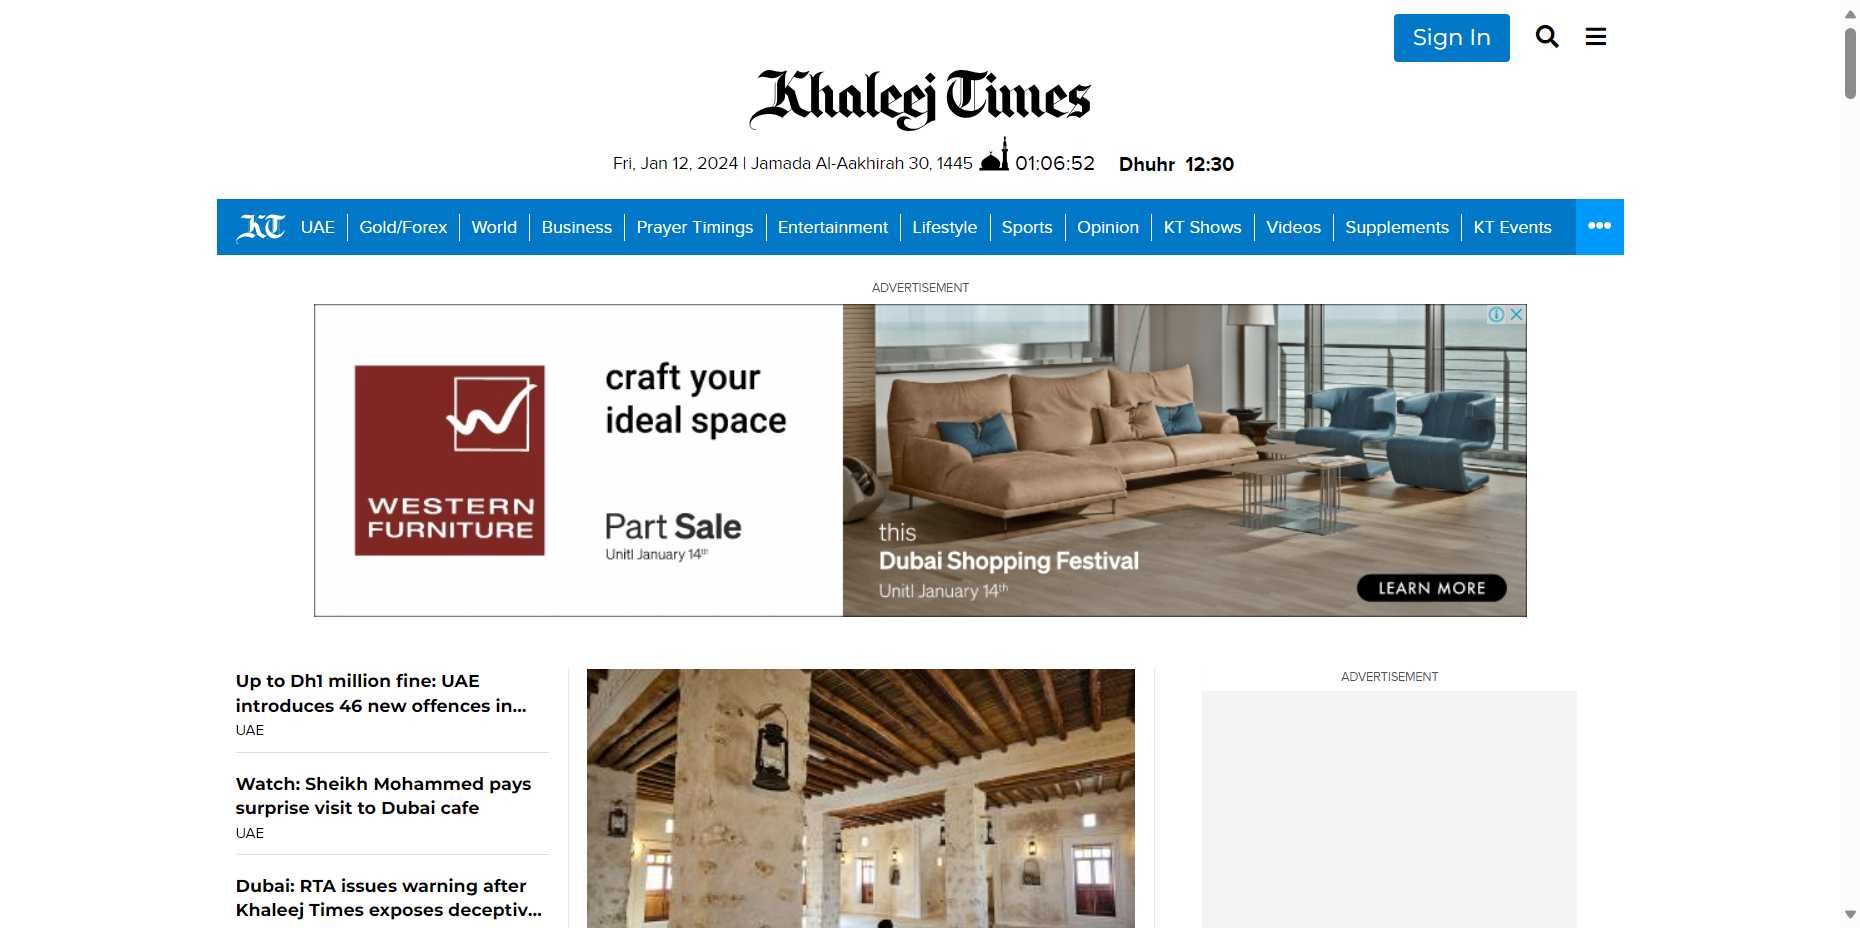 Sign In
Khaleej Times
Fri, Jan 12, 2024 | Jamada Al-Aakhirah 30, 1445 01:06:52 Dhuhr 12:30
KT UAE Gold/Forex World Business Prayer Timings Entertainment Lifestyle Sports Opinion KT Shows Videos Supplements KT Events
ADVERTISEMENT
craft your
ideal space
WESTERN
FURNITURE
Part Sale
Unitl January 14th
this
Dubai Shopping Festival
Unitl January 14th
LEARN MORE
Up to Dh1 million fine: UAE
introduces 46 new offences in...
UAE
Watch: Sheikh Mohammed pays
surprise visit to Dubai cafe
UAE
Dubai: RTA issues warning after
Khaleej Times exposes deceptiv...
ADVERTISEMENT